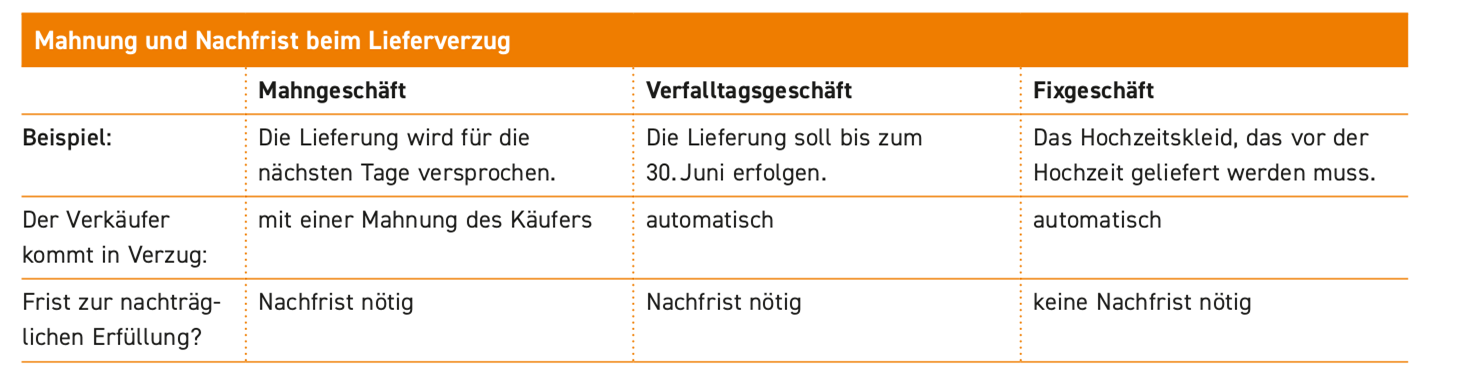 Mahnung und Nachfrist beim Lieferverzug
Mahngeschäft Verfalltagsgeschäft Fixgeschäft
Beispiel: Die Lieferung wird für die Die Lieferung soll bis zum Das Hochzeitskleid, das vor der
nächsten Tage versprochen. 30. Juni erfolgen. Hochzeit geliefert werden muss.
Der Verkäufer mit einer Mahnung des Käufers automatisch automatisch
kommt in Verzug:
Frist zur nachträg- Nachfrist nötig Nachfrist nötig keine Nachfrist nötig
lichen Erfüllung?